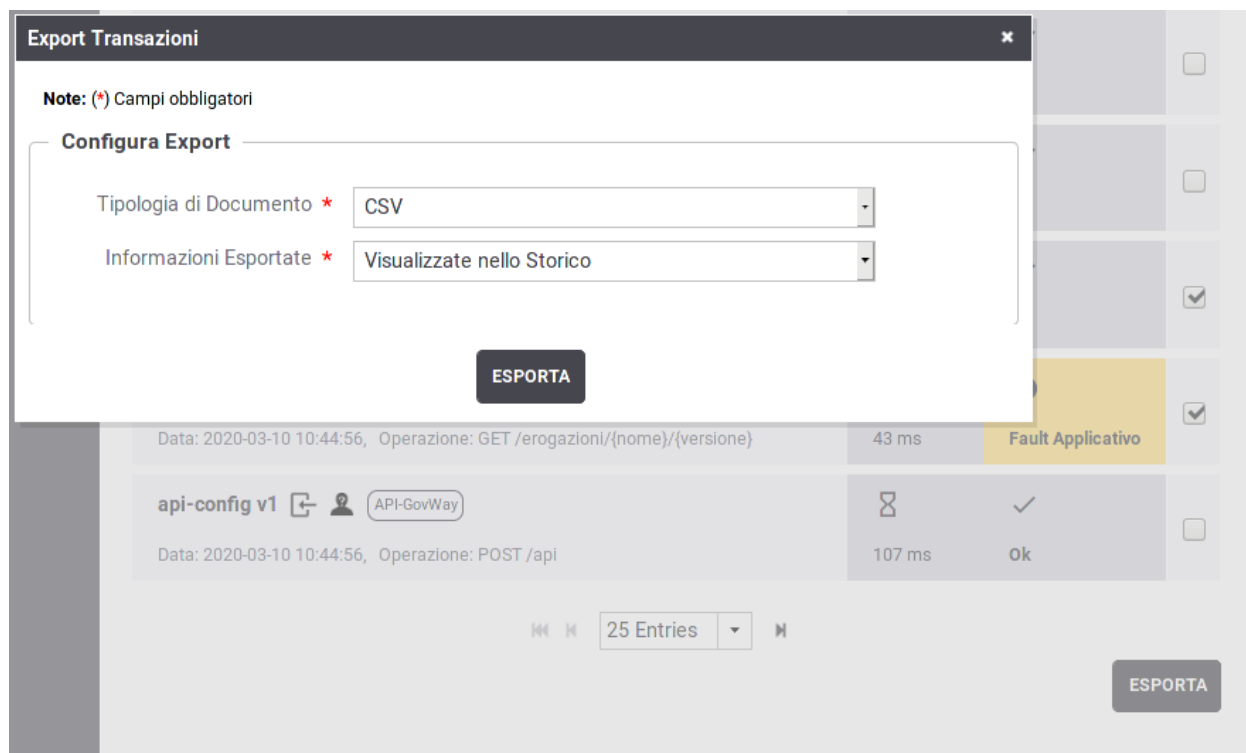 Export Transazioni
Note: (*) Campi obbligatori
Configura Export
Tipologia di Documento * CSV
Informazioni Esportate * Visualizzate nello Storico
ESPORTA
Data: 2020-03-10 10:44:56, Operazione: GET /erogazioni/{nome}/{versione} 43 ms Fault Applicativo
api-config v1 API-GovWay
Data: 2020-03-10 10:44:56, Operazione: POST /api 107 ms Ok
25 Entries
ESPORTA